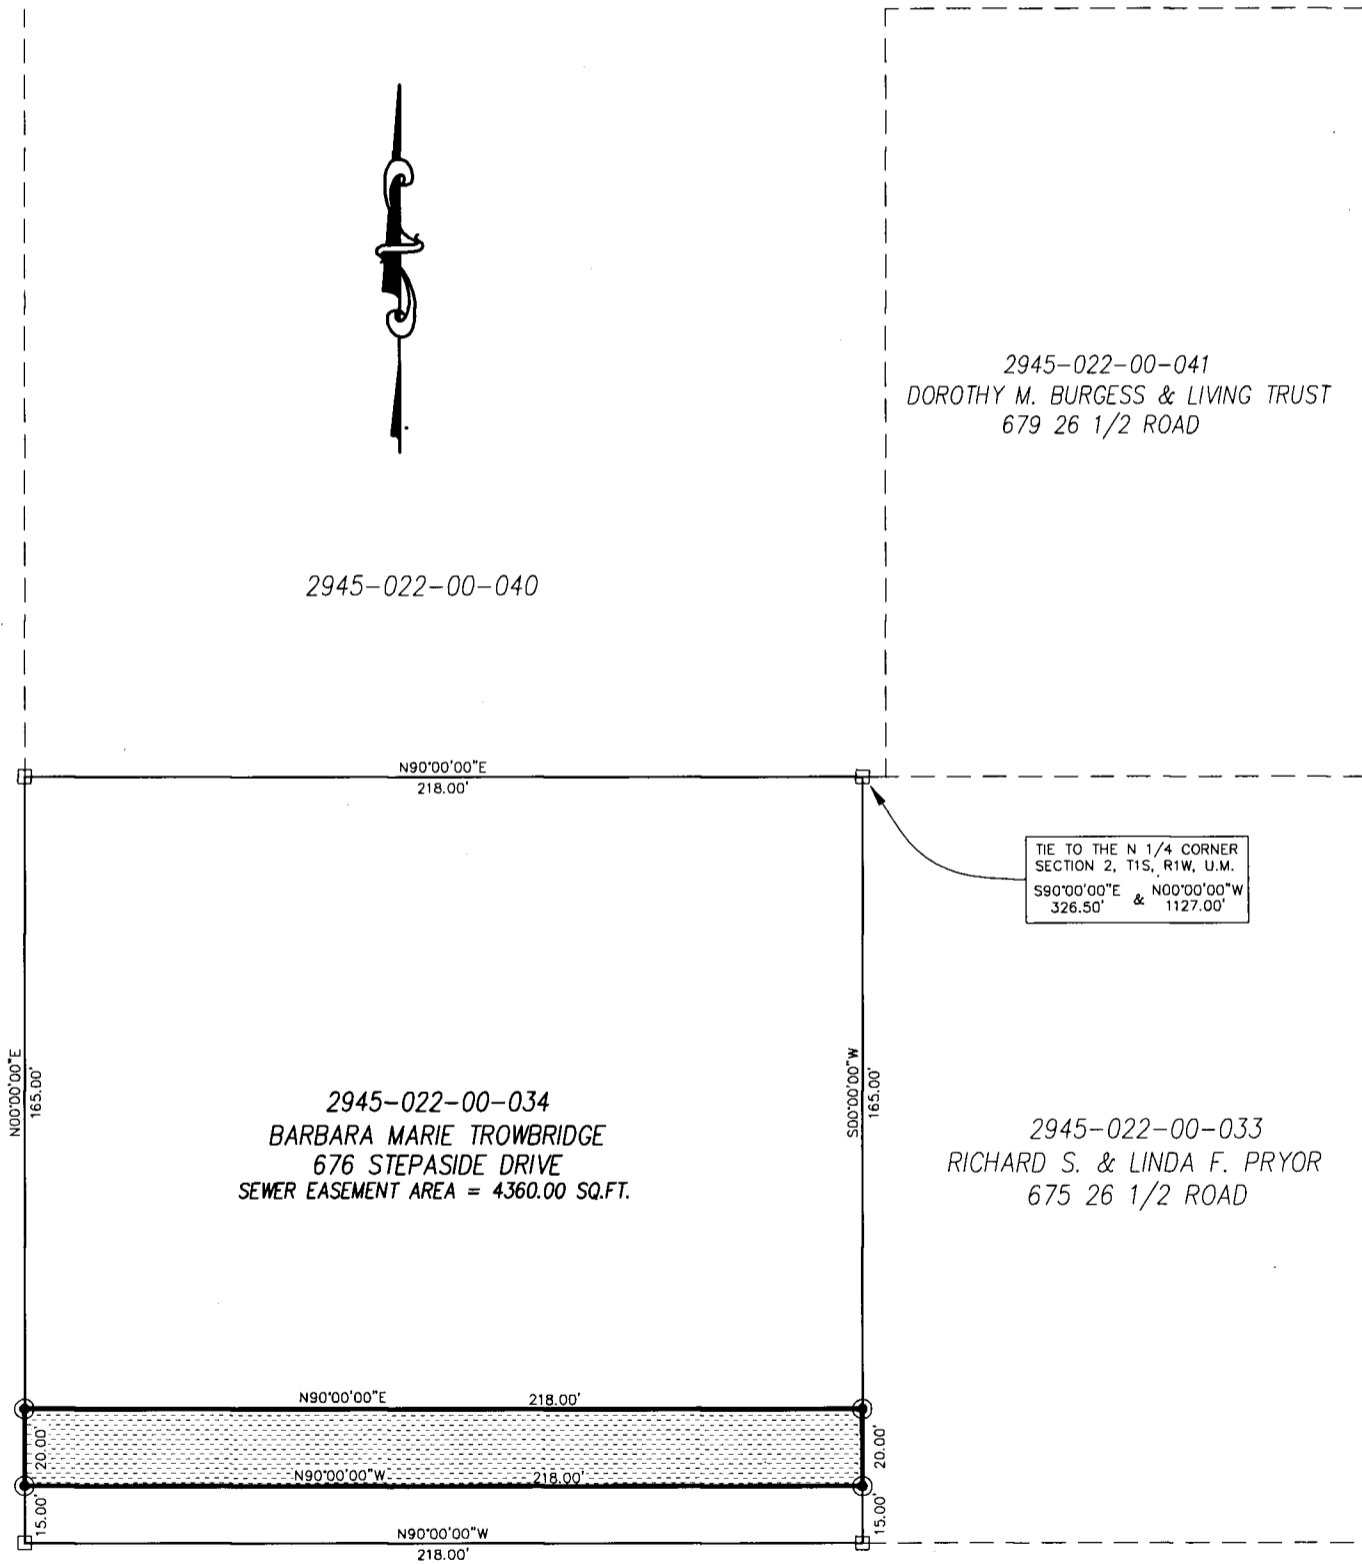 2945-022-00-041
DOROTHY M. BURGESS & LIVING TRUST
679 26 1/2 ROAD
2945-022-00-040
N90°00'00"E
218.00'
TIE TO THE N 1/4 CORNER
SECTION 2, T1S, R1W, U.M.
S90°00'00"E & N00°00'00"W
326.50' 1127.00'
N00°00'00"E
165.00'
S00°00'00"W
165.00'
2945-022-00-034
BARBARA MARIE TROWBRIDGE
676 STEPASIDE DRIVE
SEWER EASEMENT AREA = 4360.00 SQ.FT.
2945-022-00-033
RICHARD S. & LINDA F. PRYOR
675 26 1/2 ROAD
N90°00'00"E 218.00'
20.00'
20.00'
N90°00'00"W 218.00'
15.00'
15.00'
N90°00'00"W
218.00'